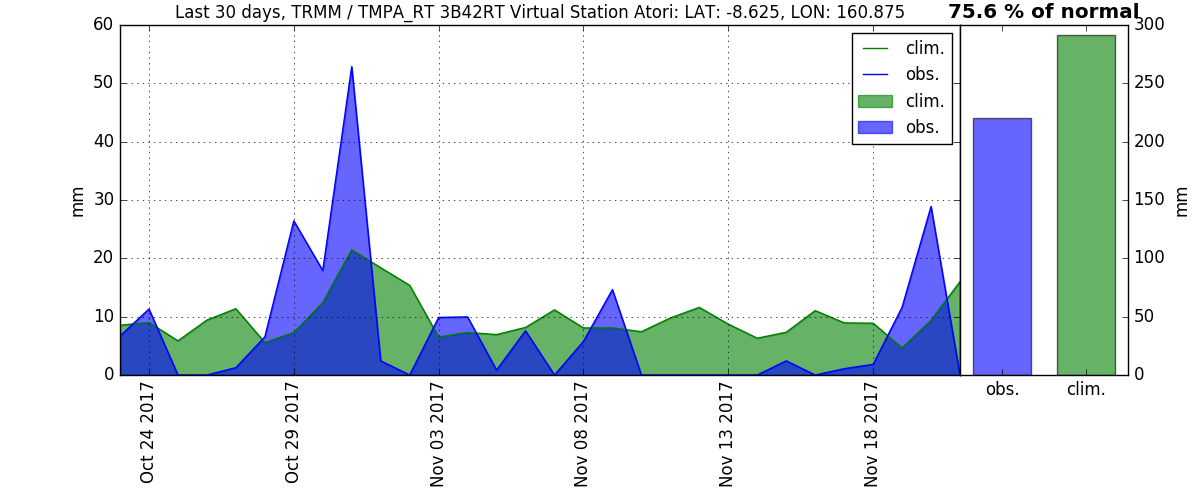 Last 30 days, TRMM / TMPA_RT 3B42RT Virtual Station Atori: LAT: -8.625, LON: 160.875
75.6 % of normal
60
50
40
30
20
10
0
mm
clim.
obs.
clim.
obs.
300
250
200
150
100
50
0
mm
Oct 24 2017
Oct 29 2017
Nov 03 2017
Nov 08 2017
Nov 13 2017
Nov 18 2017
obs.
clim.